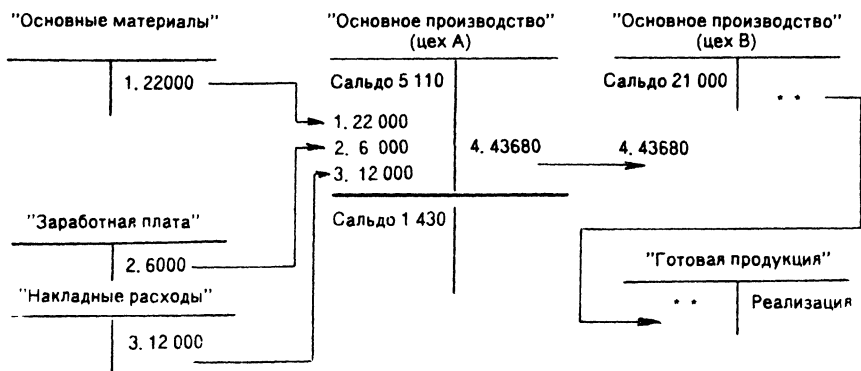 "Основные материалы"
1. 22000
"Основное производство"
(цех А)
Сальдо 5 110
1. 22 000
2. 6 000
3. 12 000
4. 43680
Сальдо 1 430
"Основное производство"
(цех В)
Сальдо 21 000
* *
4. 43680
"Заработная плата"
2. 6000
"Накладные расходы"
3. 12 000
"Готовая продукция"
* *
Реализация